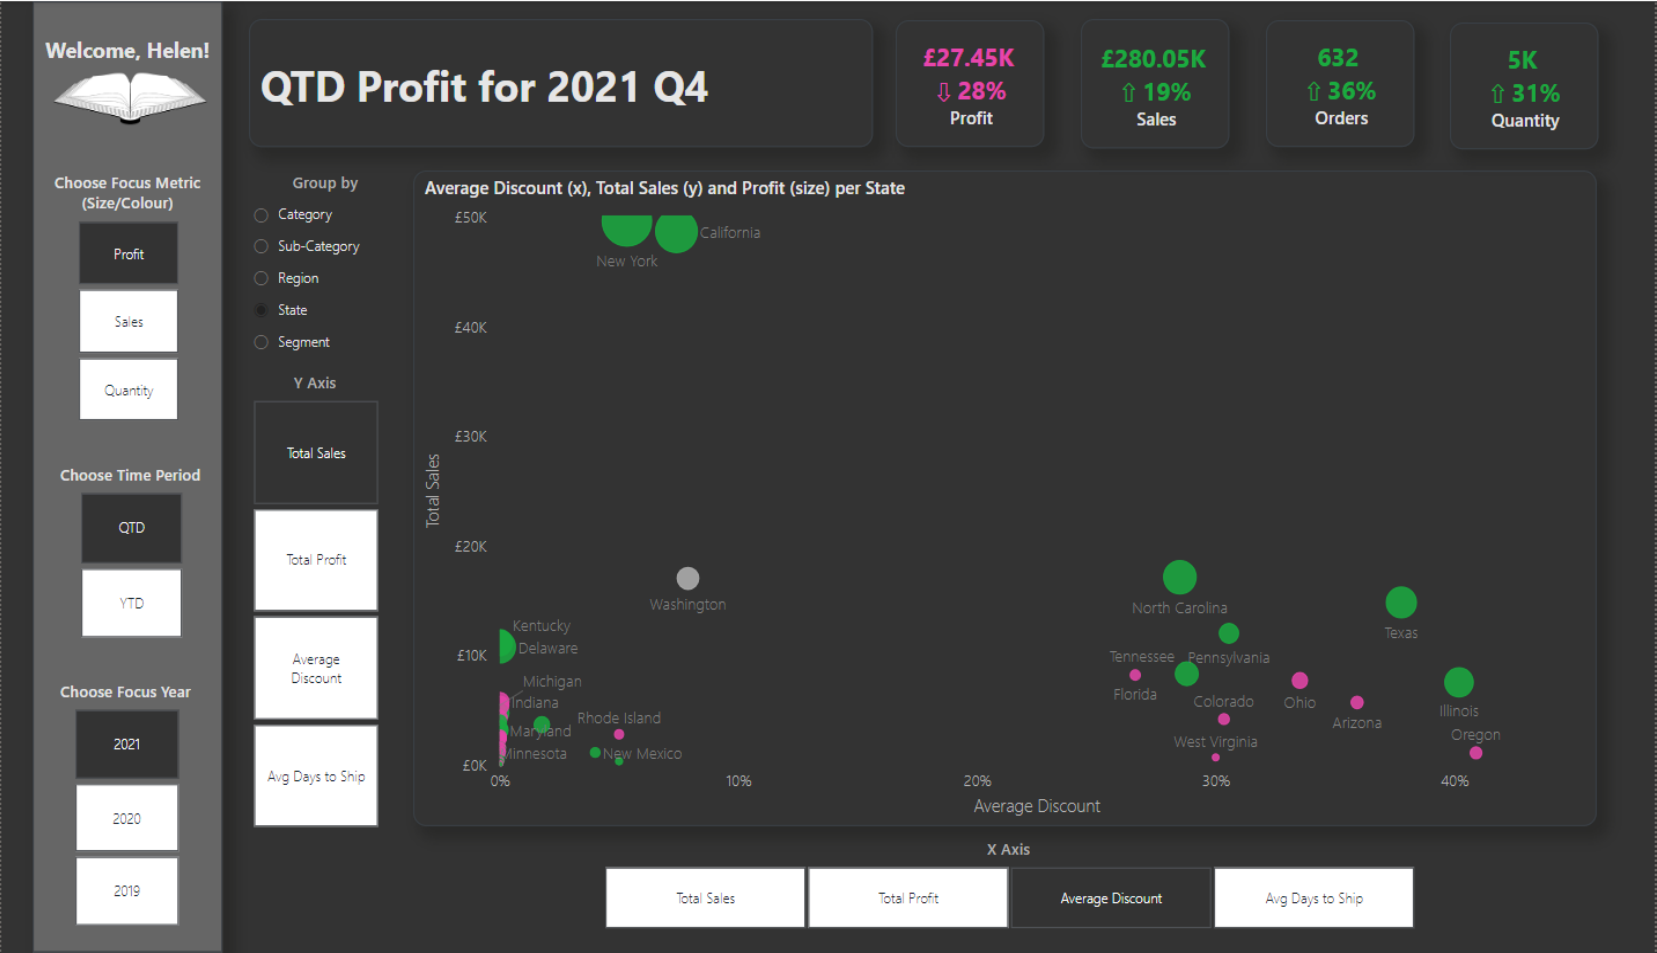 Welcome, Helen!
QTD Profit for 2021 Q4
£27.45K
⇩ 28%
Profit
£280.05K
⇧ 19%
Sales
632
⇧ 36%
Orders
5K
⇧ 31%
Quantity
Choose Focus Metric
(Size/Colour)
Profit
Sales
Quantity
Choose Time Period
QTD
YTD
Choose Focus Year
2021
2020
2019
Group by
Category
Sub-Category
Region
State
Segment
Y Axis
Total Sales
Total Profit
Average
Discount
Avg Days to Ship
Average Discount (x), Total Sales (y) and Profit (size) per State
Total Sales
£50K
£40K
£30K
£20K
£10K
£0K
California
New York
Washington
North Carolina
Texas
Kentucky
Delaware
Tennessee
Pennsylvania
Michigan
Florida
Colorado
Ohio
Illinois
Indiana
Rhode Island
Arizona
Maryland
West Virginia
Oregon
Minnesota
New Mexico
0%
10%
20%
30%
40%
Average Discount
X Axis
Total Sales
Total Profit
Average Discount
Avg Days to Ship